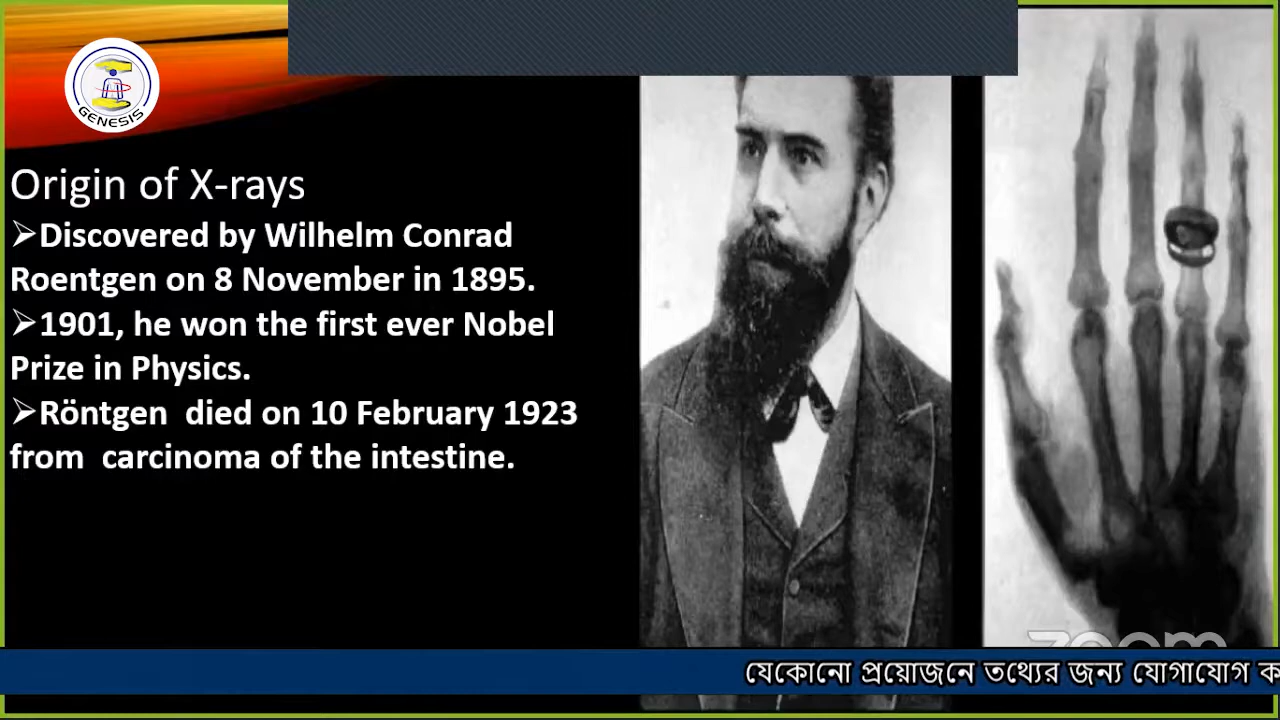 GENESIS
Origin of X-rays
➢Discovered by Wilhelm Conrad
Roentgen on 8 November in 1895.
➢1901, he won the first ever Nobel
Prize in Physics.
➢Röntgen  died on 10 February 1923
from  carcinoma of the intestine.
zoom
যেকোনো প্রয়োজনে তথ্যের জন্য যোগাযোগ ক